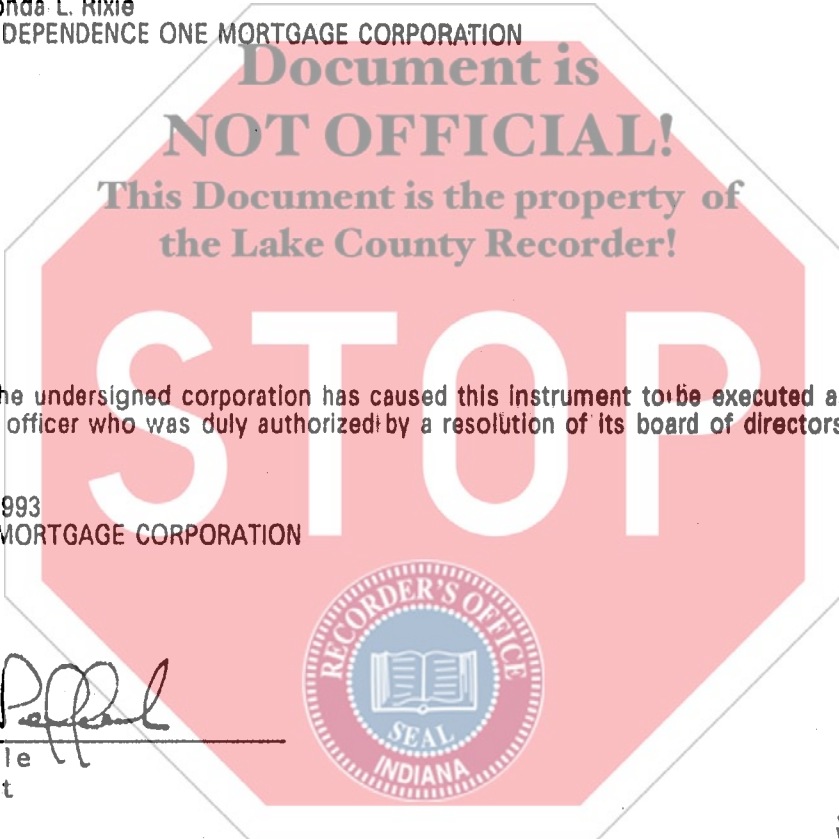 onda L. Rixie
DEPENDENCE ONE MORTGAGE CORPORATION
Document is
NOT OFFICIAL!
This Document is the property of
the Lake County Recorder!
STOP
he undersigned corporation has caused this instrument to be executed a
officer who was duly authorized by a resolution of its board of directors
993
MORTGAGE CORPORATION
RECORDER'S OFFICE
SEAL
INDIANA
le
t